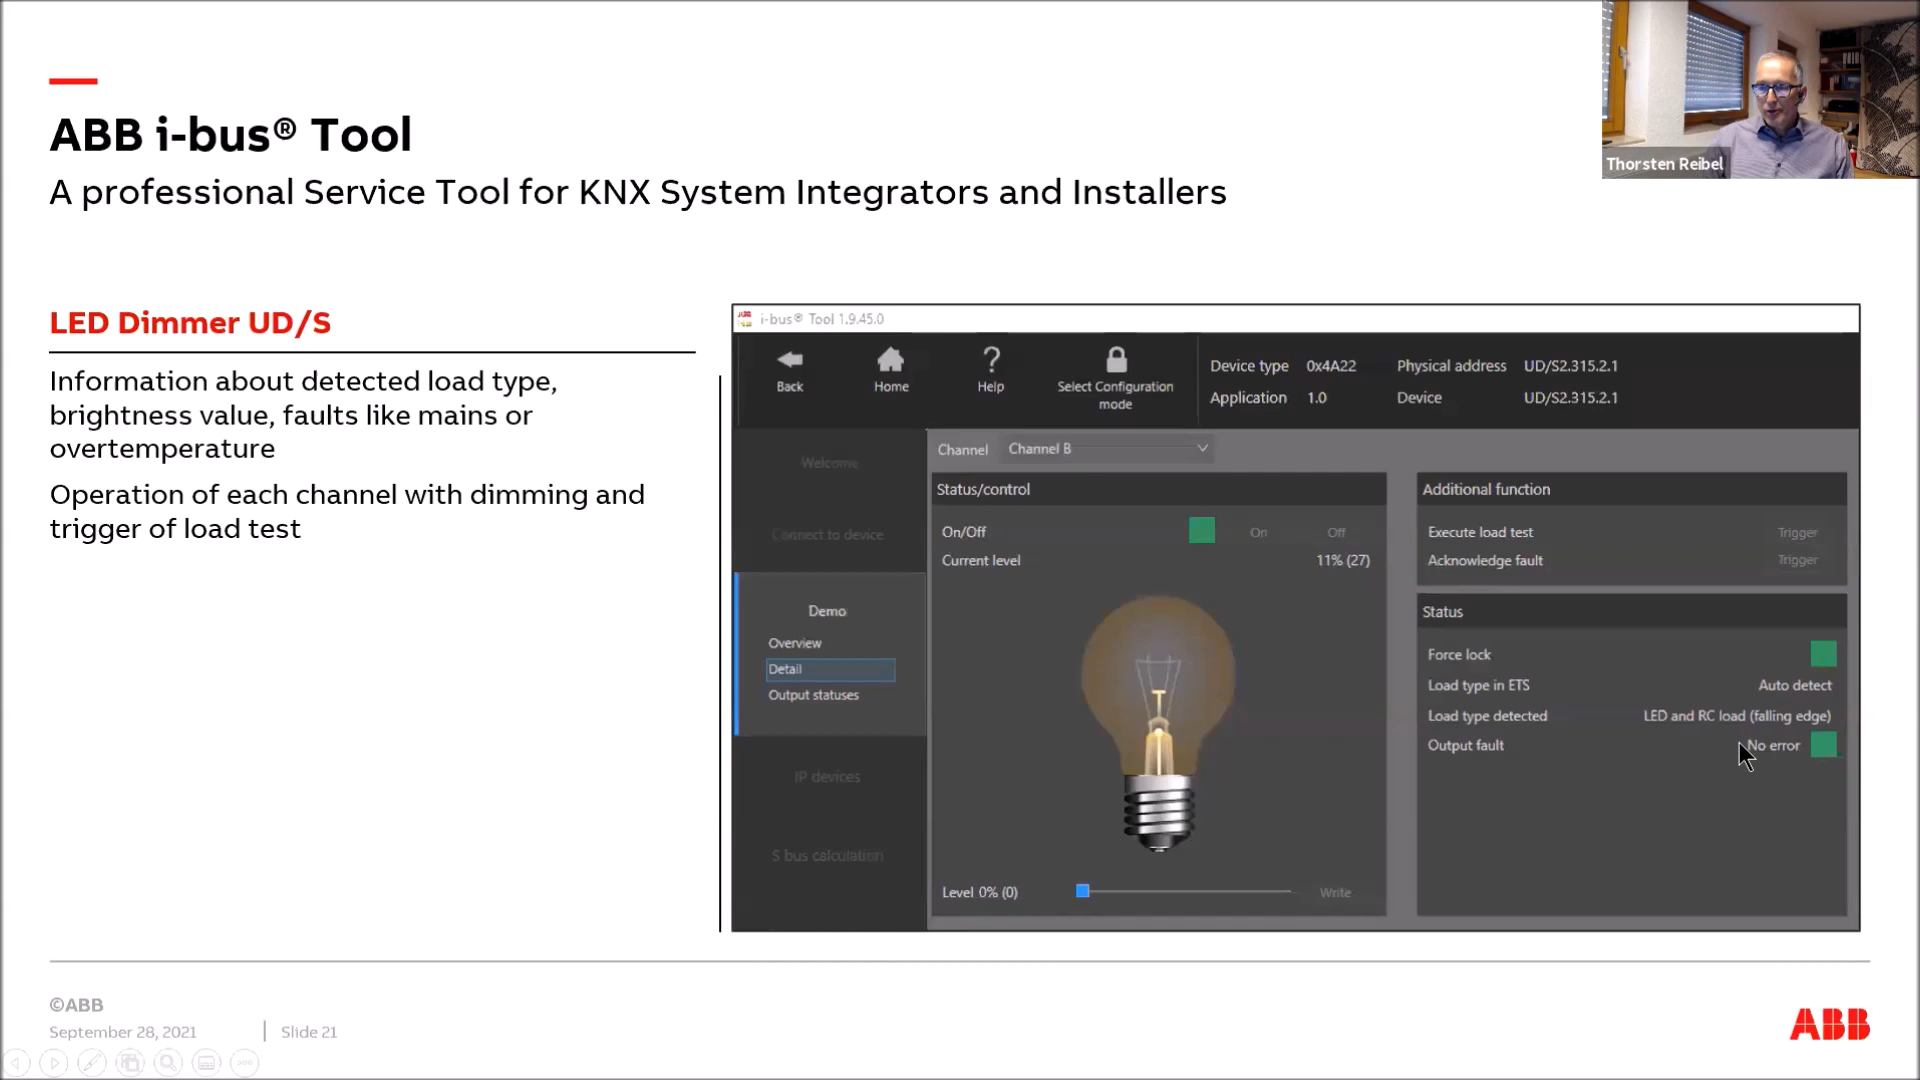 ABB i-bus® Tool
A professional Service Tool for KNX System Integrators and Installers
Thorsten Reibel
LED Dimmer UD/S
Information about detected load type,
brightness value, faults like mains or
overtemperature
Operation of each channel with dimming and
trigger of load test
i-bus® Tool 1.9.45.0
Back
Home
Help
Select Configuration
mode
Device type 0x4A22 Physical address UD/S2.315.2.1
Application 1.0 Device UD/S2.315.2.1
Welcome
Connect to device
Demo
Overview
Detail
Output statuses
IP devices
S bus calculation
Channel Channel B
Status/control
On/Off On Off
Current level 11% (27)
Level 0% (0) Write
Additional function
Execute load test Trigger
Acknowledge fault Trigger
Status
Force lock
Load type in ETS Auto detect
Load type detected LED and RC load (falling edge)
Output fault No error
©ABB
September 28, 2021 Slide 21
ABB